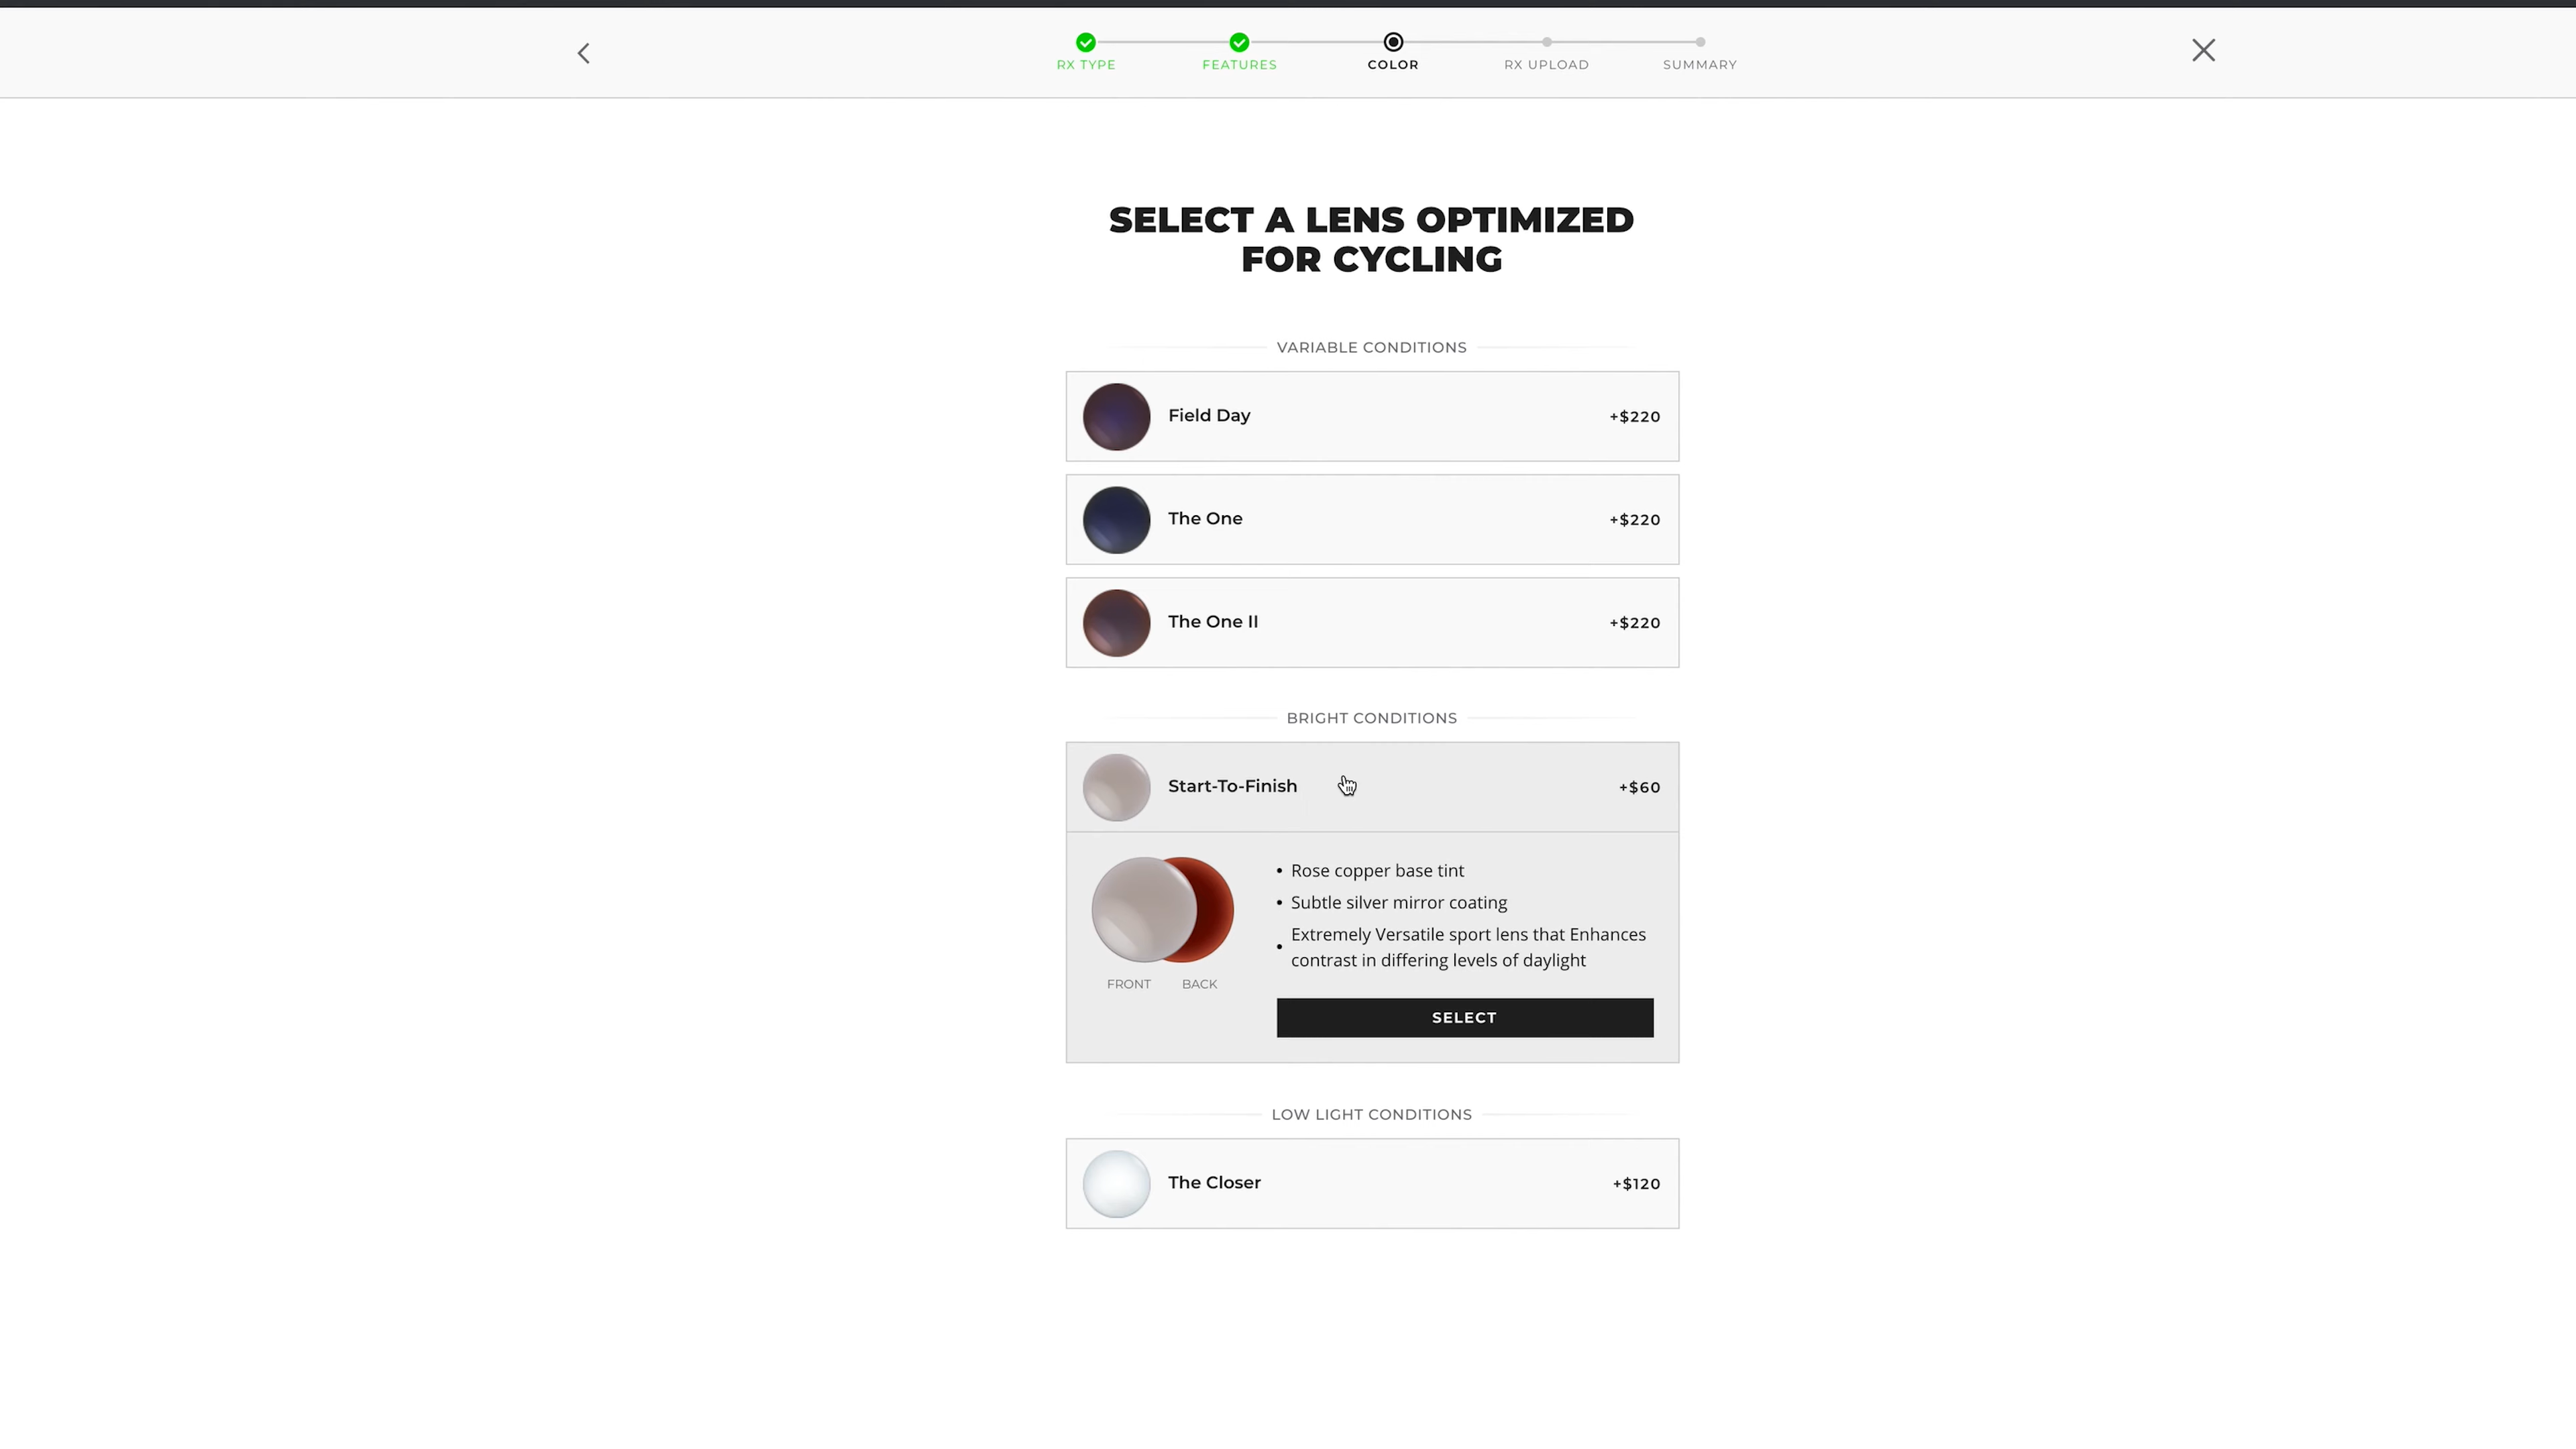 RX TYPE
FEATURES
COLOR
RX UPLOAD
SUMMARY
SELECT A LENS OPTIMIZED
FOR CYCLING
VARIABLE CONDITIONS
Field Day +$220
The One +$220
The One II +$220
BRIGHT CONDITIONS
Start-To-Finish +$60
• Rose copper base tint
• Subtle silver mirror coating
• Extremely Versatile sport lens that Enhances
contrast in differing levels of daylight
FRONT BACK
SELECT
LOW LIGHT CONDITIONS
The Closer +$120